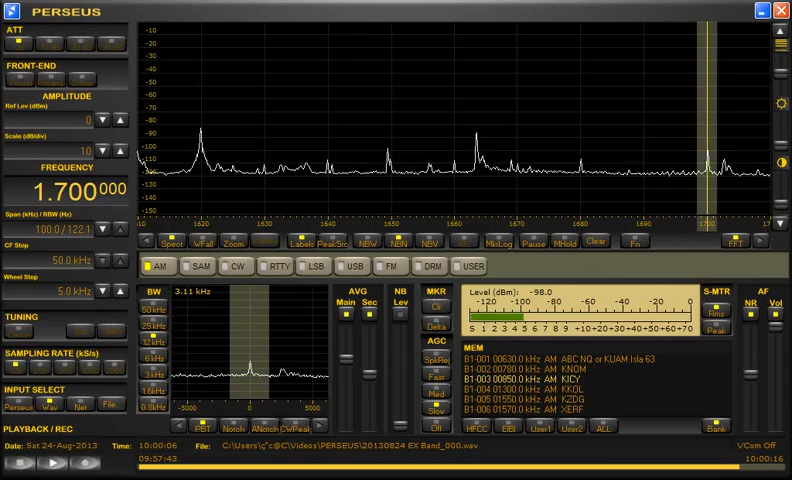 PERSEUS
ATT
FRONT-END
AMPLITUDE
Ref Lev (dBm)
0
Scale (dB/div)
10
FREQUENCY
1.700000
Span (kHz) / RBW (Hz)
100.0 / 122.1
CF Step
50.0 kHz
Wheel Step
5.0 kHz
TUNING
SAMPLING RATE (kS/s)
INPUT SELECT
Perseus Wav Net File..
-10
-20
-30
-40
-50
-60
-70
-80
-90
-100
-110
-120
-130
-140
-150
1620 1630 1640 1650 1660 1670 1680 1690 1700
Spect WFall Zoom Labels PeakSrc NBW NBN NBV MkrLog Pause MHold Clear Fn FFT
AM SAM CW RTTY LSB USB FM DRM USER
BW
50kHz
25 kHz
12 kHz
6 kHz
3 kHz
1.6kHz
0.8kHz
3.11 kHz
-5000 0 5000
PBT Notch ANotch CWPeak
AVG
Main Sec
NB
Lev
MKR
Clr
Delta
AGC
SplkRej
Fast
Med
Slow
Off
Level (dBm): -98.0
-120 -100 -80 -60 -40 -20 0
S 1 2 3 4 5 6 7 8 9 +10 +20 +30 +40 +50 +60 +70
S-MTR
Rms
Peak
AF
NR Vol
MEM
B1-001 00630.0 kHz AM ABC NQ or KUAM Isla 63
B1-002 00780.0 kHz AM KNOM
B1-003 00850.0 kHz AM KICY
B1-004 01300.0 kHz AM KKOL
B1-005 01550.0 kHz AM KZDG
B1-006 01570.0 kHz AM XERF
HFCC EIBI User1 User2 ALL Bank
PLAYBACK / REC
Date: Sat 24-Aug-2013 Time: 10:00:06 File: C:\Users\ç"c@C\Videos\PERSEUS\20130824 EX Band_000.wav VCom Off
09:57:43 10:00:16